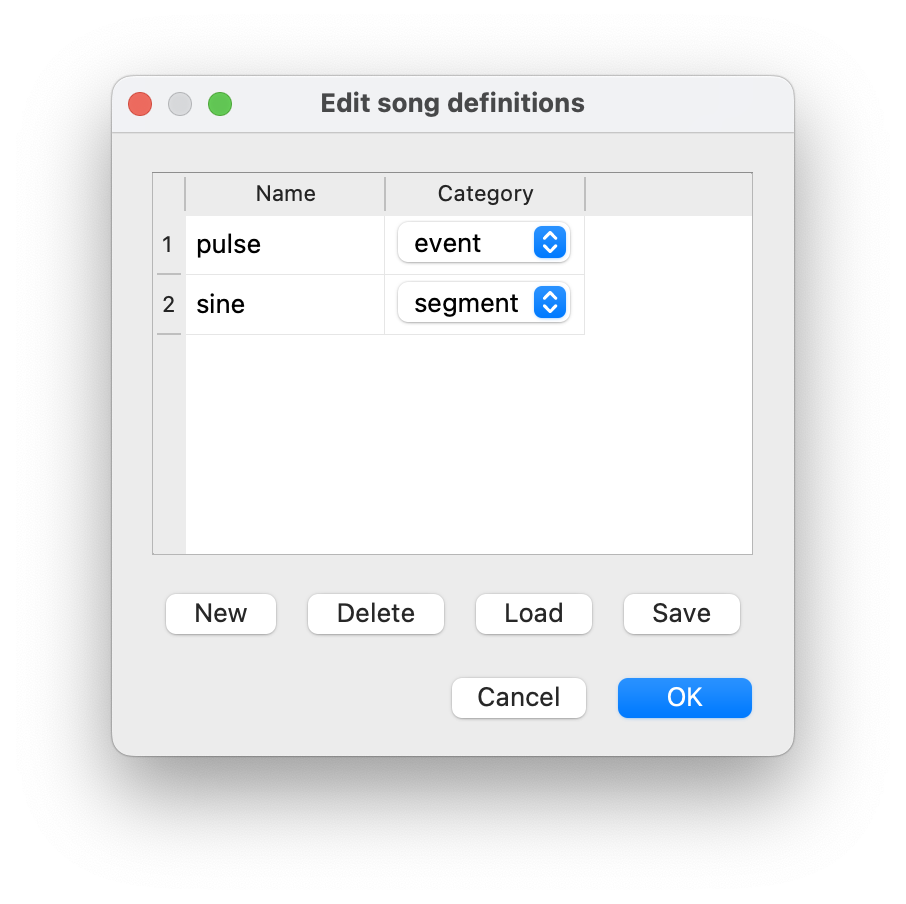 Edit song definitions
Name Category
1 pulse event
2 sine segment
New Delete Load Save
Cancel OK